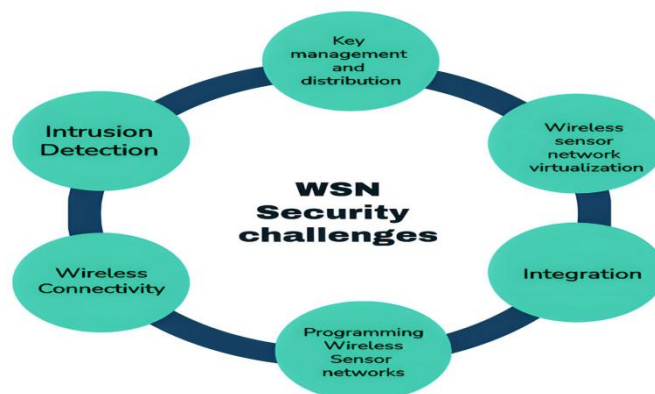 Key
management
and
distribution
Wireless
sensor
network
virtualization
Integration
Programming
Wireless
Sensor
networks
Wireless
Connectivity
Intrusion
Detection
WSN
Security
challenges